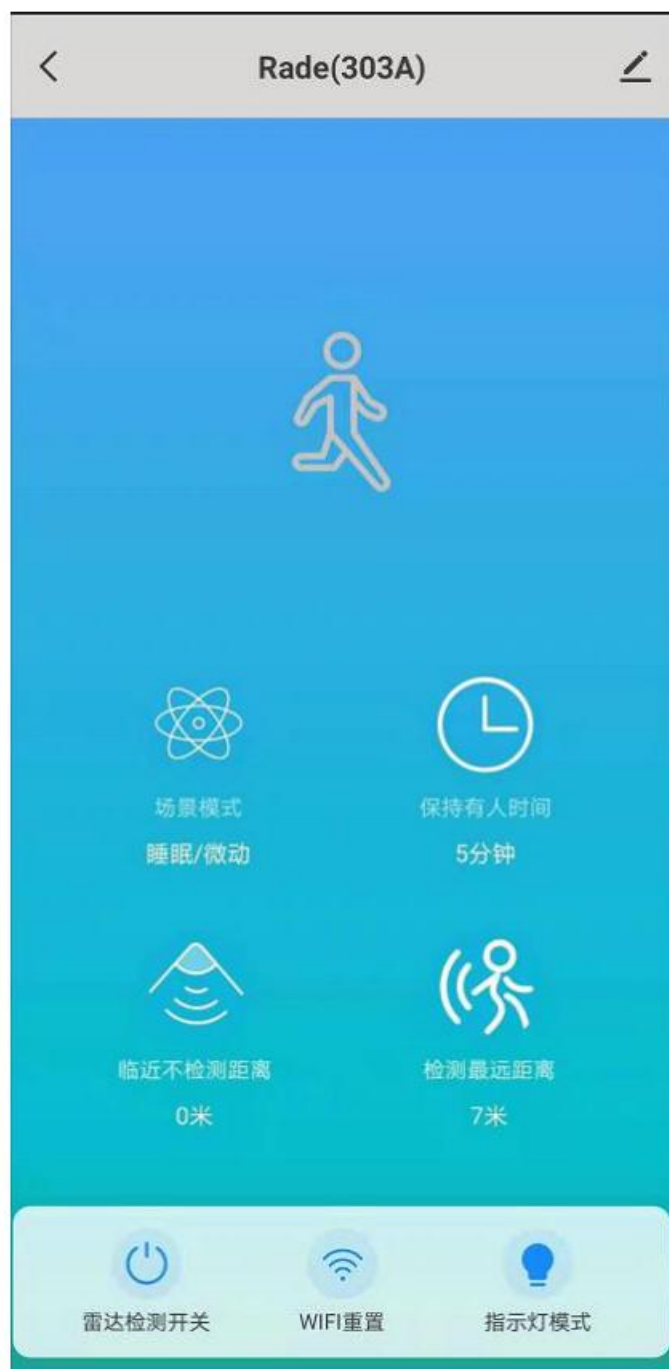 Rade(303A)
场景模式
睡眠/微动
保持有人时间
5分钟
临近不检测距离
0米
检测最远距离
7米
雷达检测开关
WIFI重置
指示灯模式